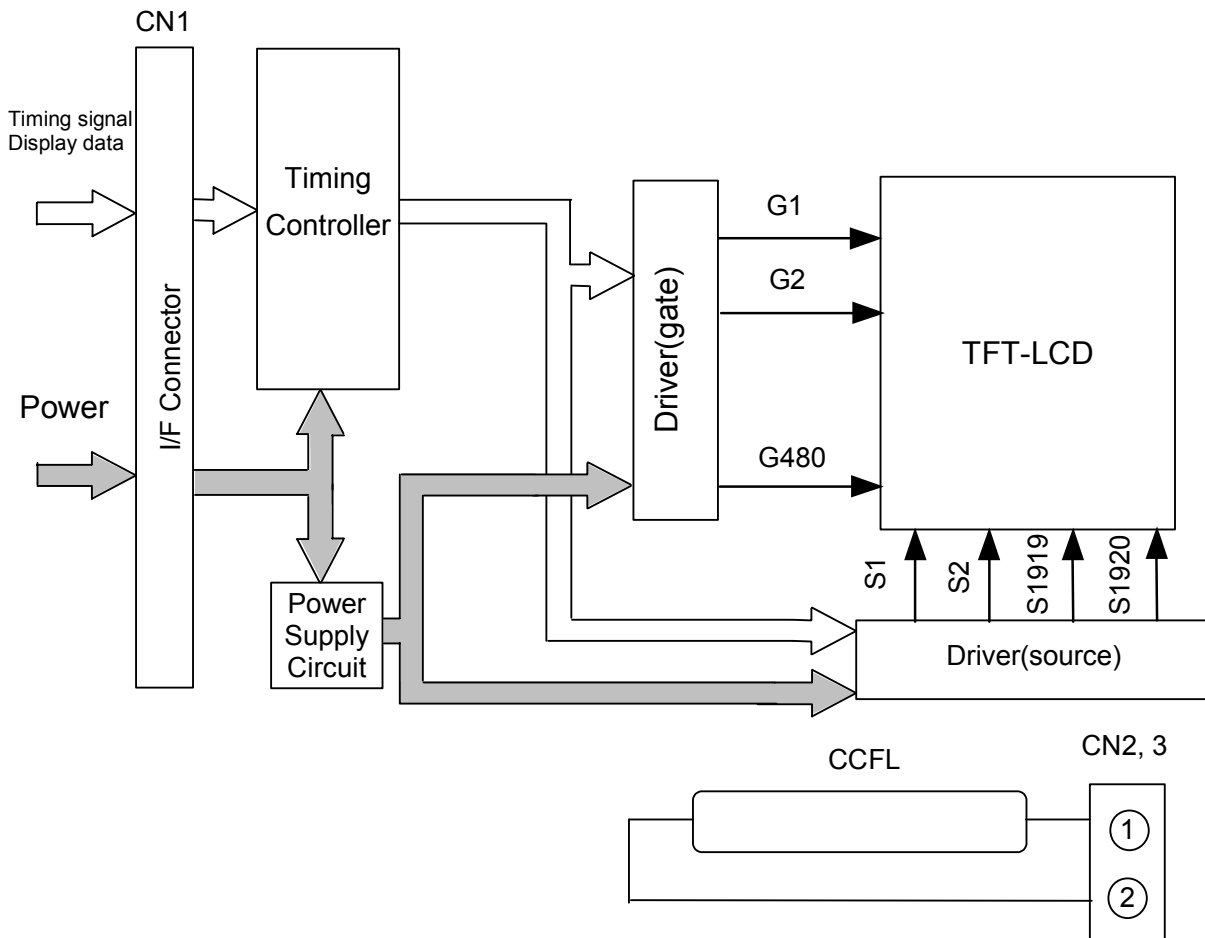 CN1
Timing signal
Display data
Timing
Controller
I/F Connector
Power
Driver(gate)
G1
G2
G480
TFT-LCD
S1
S2
S1919
S1920
Power
Supply
Circuit
Driver(source)
CCFL
CN2, 3
1
2